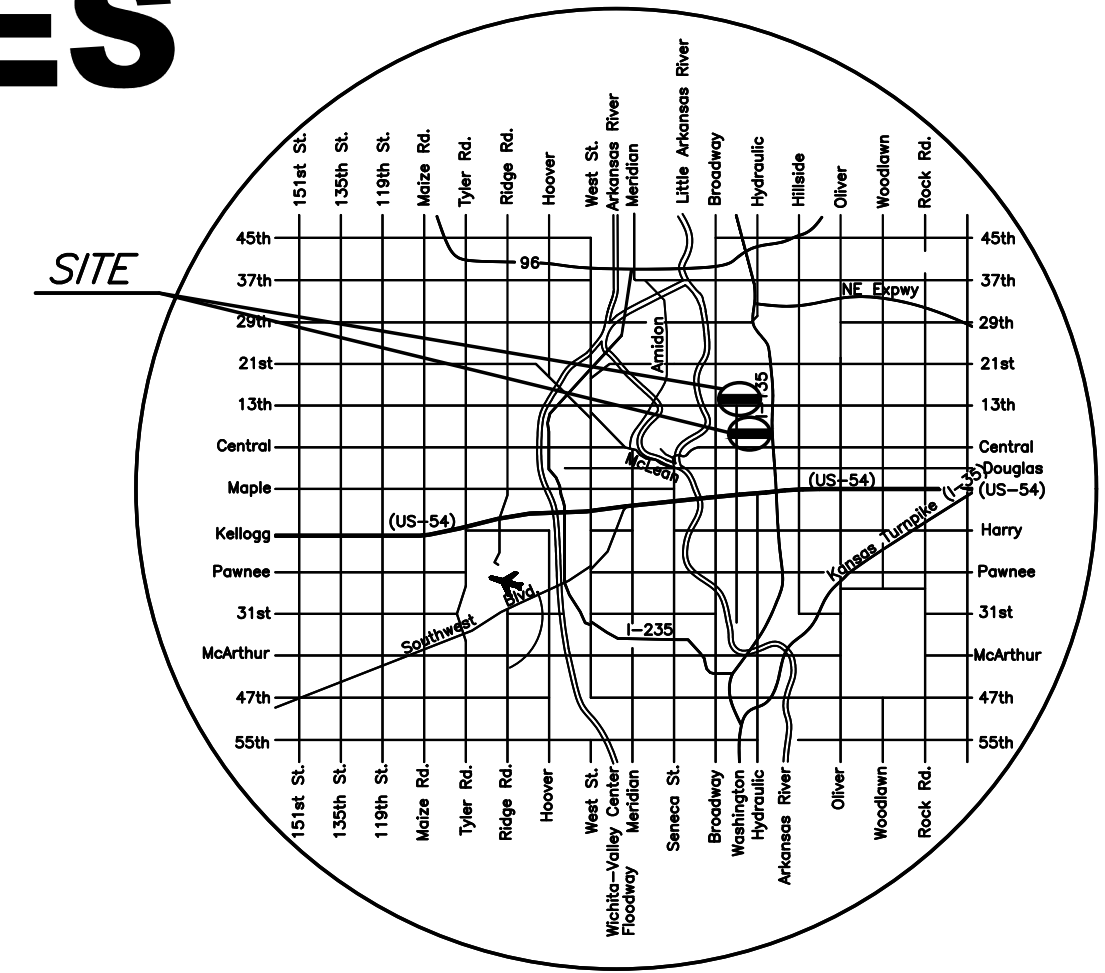 ES
SITE
151st St.
135th St.
119th St.
Maize Rd.
Tyler Rd.
Ridge Rd.
Hoover
West St.
Arkansas River
Meridian
Little Arkansas River
Broadway
Hydraulic
Hillside
Oliver
Woodlawn
Rock Rd.
45th
45th
96
37th
37th
NE Expwy
29th
29th
Amidon
21st
21st
I-135
13th
13th
Central
Central
McLean
Douglas
Maple
(US-54)
(I-35)
(US-54)
(US-54)
Kellogg
Harry
Kansas Turnpike
Pawnee
Pawnee
Southwest Blvd.
31st
31st
I-235
McArthur
McArthur
47th
47th
55th
55th
151st St.
135th St.
119th St.
Maize Rd.
Tyler Rd.
Ridge Rd.
Hoover
West St.
Wichita-Valley Center
Floodway
Meridian
Seneca St.
Broadway
Washington
Hydraulic
Arkansas River
Oliver
Woodlawn
Rock Rd.